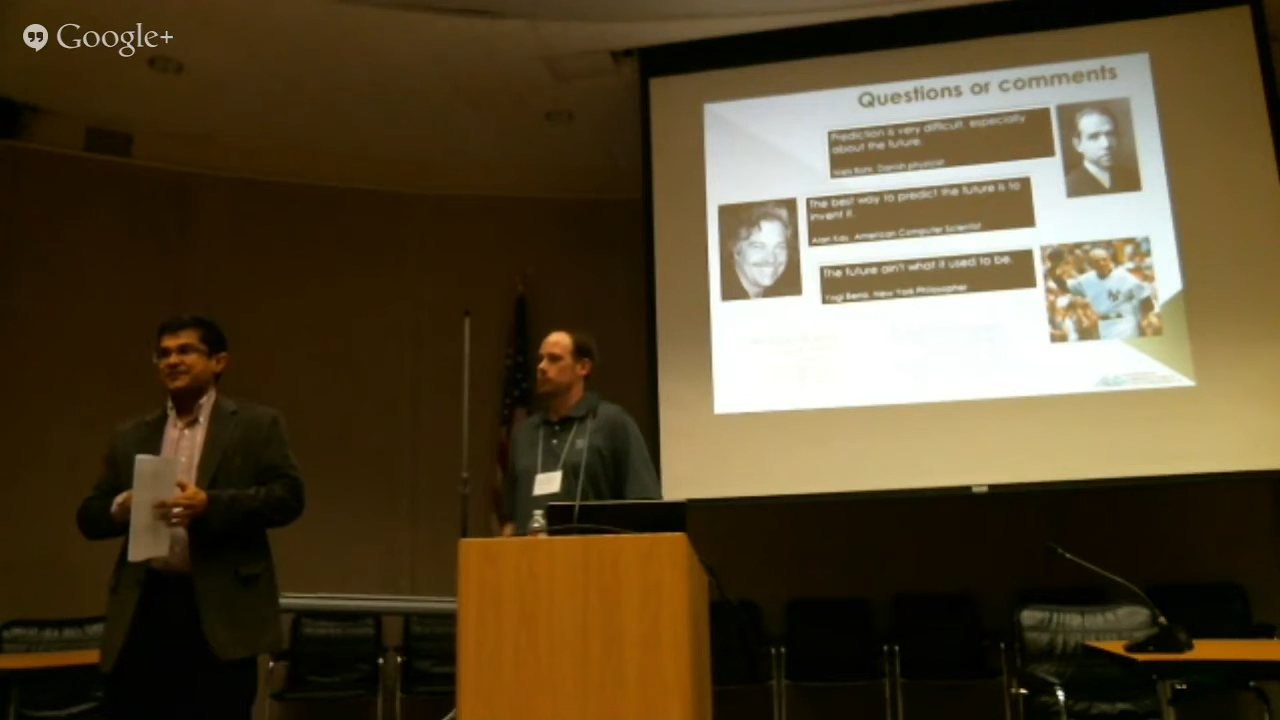 Google+
Questions or comments
Prediction is very difficult, especially
about the future.
Niels Bohr, Danish physicist
The best way to predict the future is to
invent it.
Alan Kay, American Computer Scientist
The future ain't what it used to be.
Yogi Berra, New York Philosopher